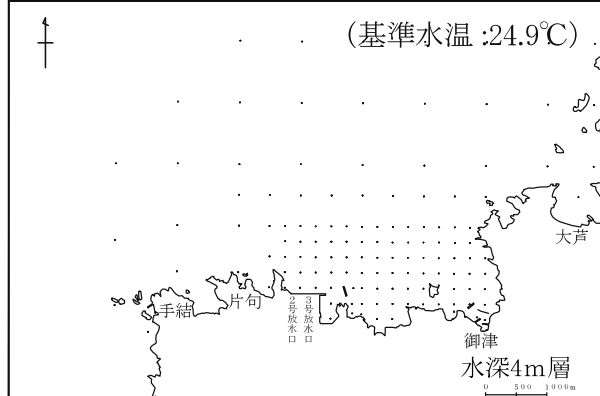 (基準水温 :24.9℃)
大芦
手結
片句
2号放水口
3号放水口
御津
水深4m層
0 500 1000m